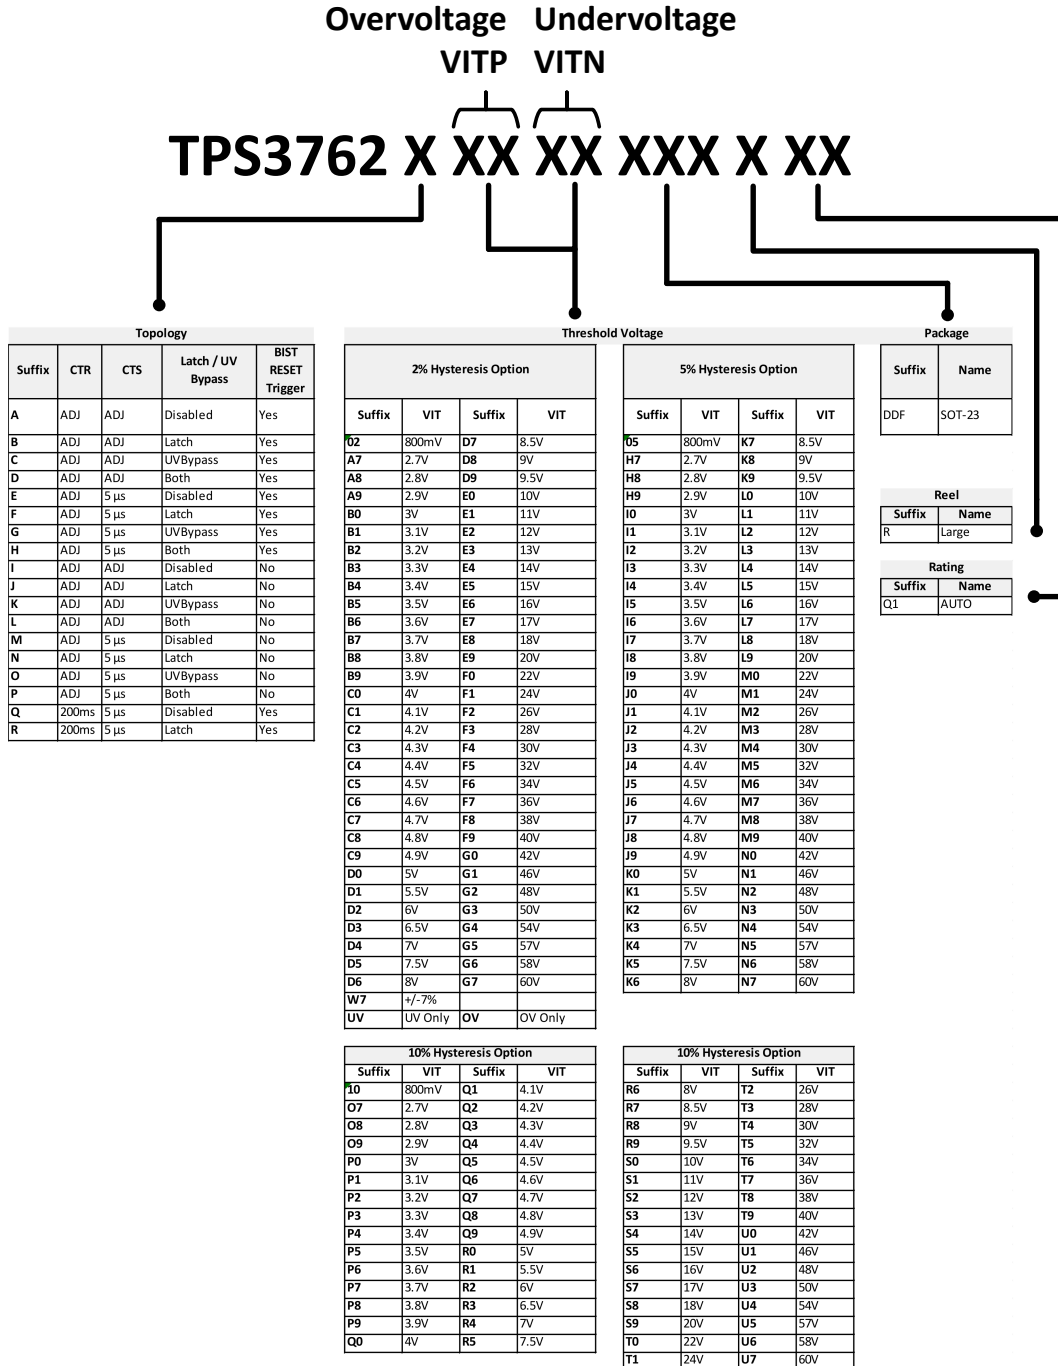 Overvoltage Undervoltage
VITP VITN
TPS3762 X XX XX XXX X XX
Topology
Suffix CTR CTS Latch / UV Bypass BIST RESET Trigger
A ADJ ADJ Disabled Yes
B ADJ ADJ Latch Yes
C ADJ ADJ UVBypass Yes
D ADJ ADJ Both Yes
E ADJ 5 µs Disabled Yes
F ADJ 5 µs Latch Yes
G ADJ 5 µs UVBypass Yes
H ADJ 5 µs Both Yes
I ADJ ADJ Disabled No
J ADJ ADJ Latch No
K ADJ ADJ UVBypass No
L ADJ ADJ Both No
M ADJ 5 µs Disabled No
N ADJ 5 µs Latch No
O ADJ 5 µs UVBypass No
P ADJ 5 µs Both No
Q 200ms 5 µs Disabled Yes
R 200ms 5 µs Latch Yes
Threshold Voltage
2% Hysteresis Option
Suffix VIT Suffix VIT
02 800mV D7 8.5V
A7 2.7V D8 9V
A8 2.8V D9 9.5V
A9 2.9V E0 10V
B0 3V E1 11V
B1 3.1V E2 12V
B2 3.2V E3 13V
B3 3.3V E4 14V
B4 3.4V E5 15V
B5 3.5V E6 16V
B6 3.6V E7 17V
B7 3.7V E8 18V
B8 3.8V E9 20V
B9 3.9V F0 22V
C0 4V F1 24V
C1 4.1V F2 26V
C2 4.2V F3 28V
C3 4.3V F4 30V
C4 4.4V F5 32V
C5 4.5V F6 34V
C6 4.6V F7 36V
C7 4.7V F8 38V
C8 4.8V F9 40V
C9 4.9V G0 42V
D0 5V G1 46V
D1 5.5V G2 48V
D2 6V G3 50V
D3 6.5V G4 54V
D4 7V G5 57V
D5 7.5V G6 58V
D6 8V G7 60V
W7 +/-7%
UV UV Only OV OV Only
5% Hysteresis Option
Suffix VIT Suffix VIT
05 800mV K7 8.5V
H7 2.7V K8 9V
H8 2.8V K9 9.5V
H9 2.9V L0 10V
I0 3V L1 11V
I1 3.1V L2 12V
I2 3.2V L3 13V
I3 3.3V L4 14V
I4 3.4V L5 15V
I5 3.5V L6 16V
I6 3.6V L7 17V
I7 3.7V L8 18V
I8 3.8V L9 20V
I9 3.9V M0 22V
J0 4V M1 24V
J1 4.1V M2 26V
J2 4.2V M3 28V
J3 4.3V M4 30V
J4 4.4V M5 32V
J5 4.5V M6 34V
J6 4.6V M7 36V
J7 4.7V M8 38V
J8 4.8V M9 40V
J9 4.9V N0 42V
K0 5V N1 46V
K1 5.5V N2 48V
K2 6V N3 50V
K3 6.5V N4 54V
K4 7V N5 57V
K5 7.5V N6 58V
K6 8V N7 60V
Package
Suffix Name
DDF SOT-23
Reel
Suffix Name
R Large
Rating
Suffix Name
Q1 AUTO
10% Hysteresis Option
Suffix VIT Suffix VIT
10 800mV Q1 4.1V
O7 2.7V Q2 4.2V
O8 2.8V Q3 4.3V
O9 2.9V Q4 4.4V
P0 3V Q5 4.5V
P1 3.1V Q6 4.6V
P2 3.2V Q7 4.7V
P3 3.3V Q8 4.8V
P4 3.4V Q9 4.9V
P5 3.5V R0 5V
P6 3.6V R1 5.5V
P7 3.7V R2 6V
P8 3.8V R3 6.5V
P9 3.9V R4 7V
Q0 4V R5 7.5V
10% Hysteresis Option
Suffix VIT Suffix VIT
R6 8V T2 26V
R7 8.5V T3 28V
R8 9V T4 30V
R9 9.5V T5 32V
S0 10V T6 34V
S1 11V T7 36V
S2 12V T8 38V
S3 13V T9 40V
S4 14V U0 42V
S5 15V U1 46V
S6 16V U2 48V
S7 17V U3 50V
S8 18V U4 54V
S9 20V U5 57V
T0 22V U6 58V
T1 24V U7 60V